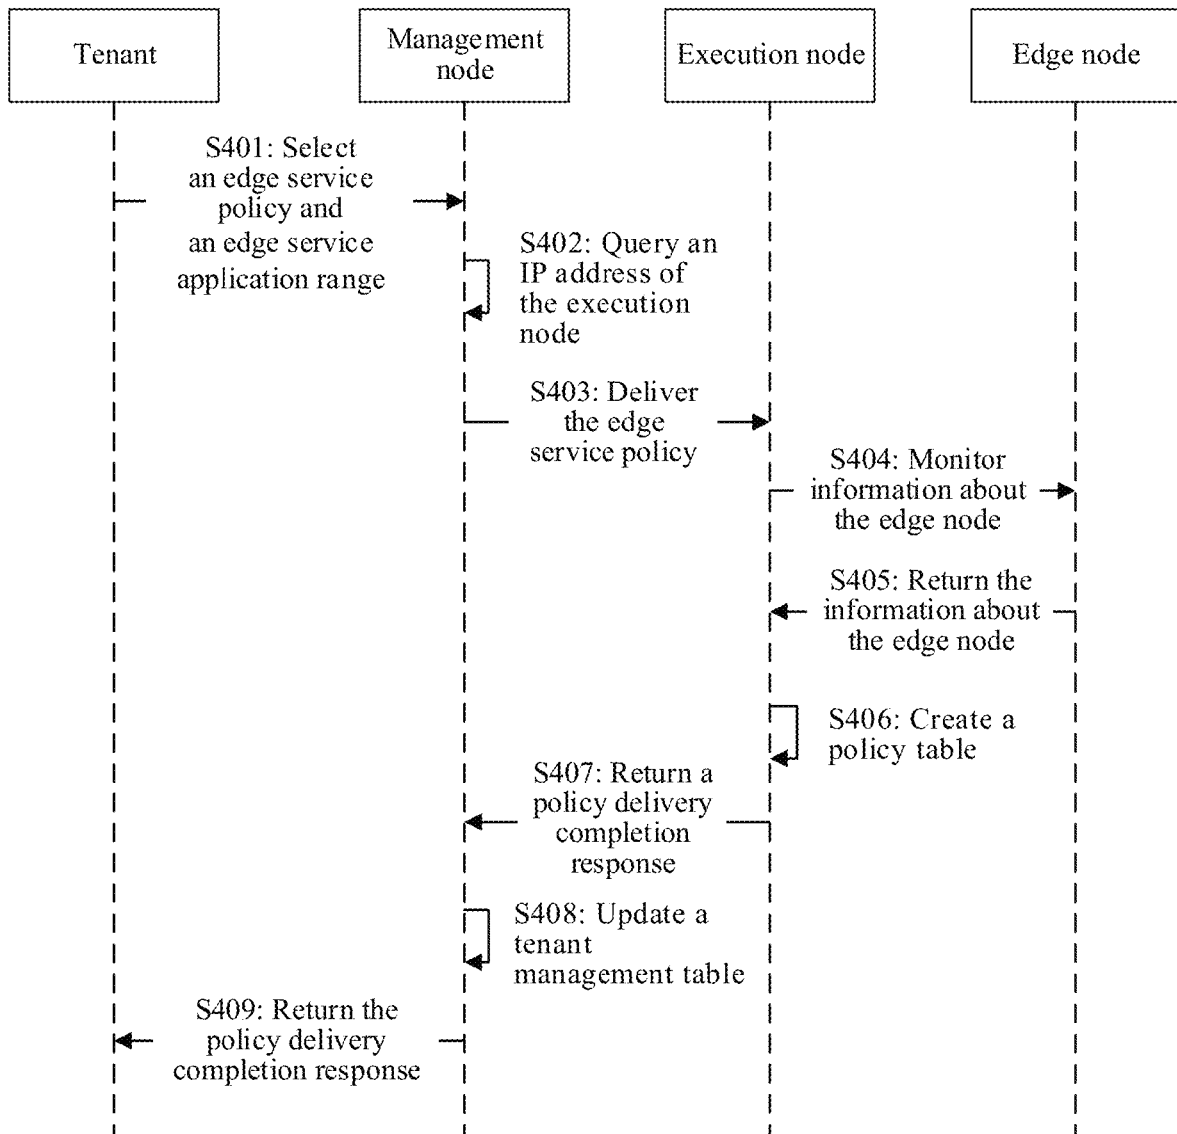 Tenant
Management
node
Execution node
Edge node
S401: Select
an edge service
policy and
an edge service
application range
S402: Query an
IP address of
the execution
node
S403: Deliver
the edge
service policy
S404: Monitor
information about
the edge node
S405: Return the
information about
the edge node
S406: Create a
policy table
S407: Return a
policy delivery
completion
response
S408: Update a
tenant
management table
S409: Return the
policy delivery
completion response